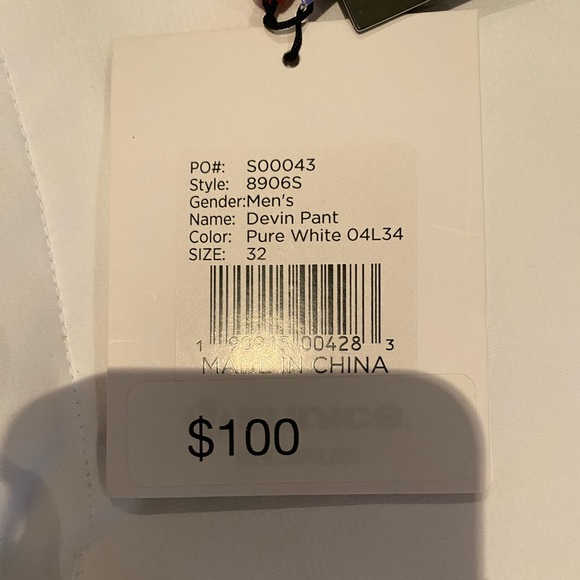 PO#: S00043
Style: 8906S
Gender:Men's
Name: Devin Pant
Color: Pure White 04L34
SIZE: 32
MADE IN CHINA
$100